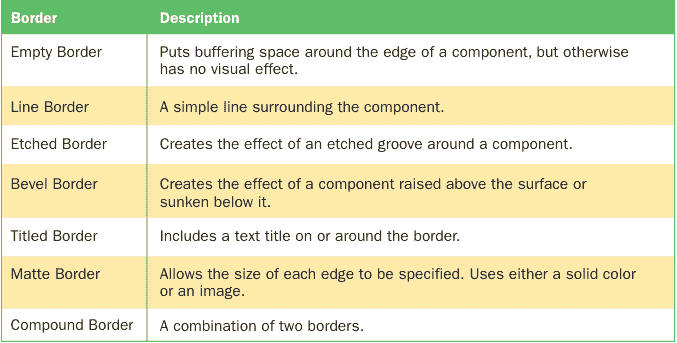 Border Description
Empty Border Puts buffering space around the edge of a component, but otherwise
has no visual effect.
Line Border A simple line surrounding the component.
Etched Border Creates the effect of an etched groove around a component.
Bevel Border Creates the effect of a component raised above the surface or
sunken below it.
Titled Border Includes a text title on or around the border.
Matte Border Allows the size of each edge to be specified. Uses either a solid color
or an image.
Compound Border A combination of two borders.